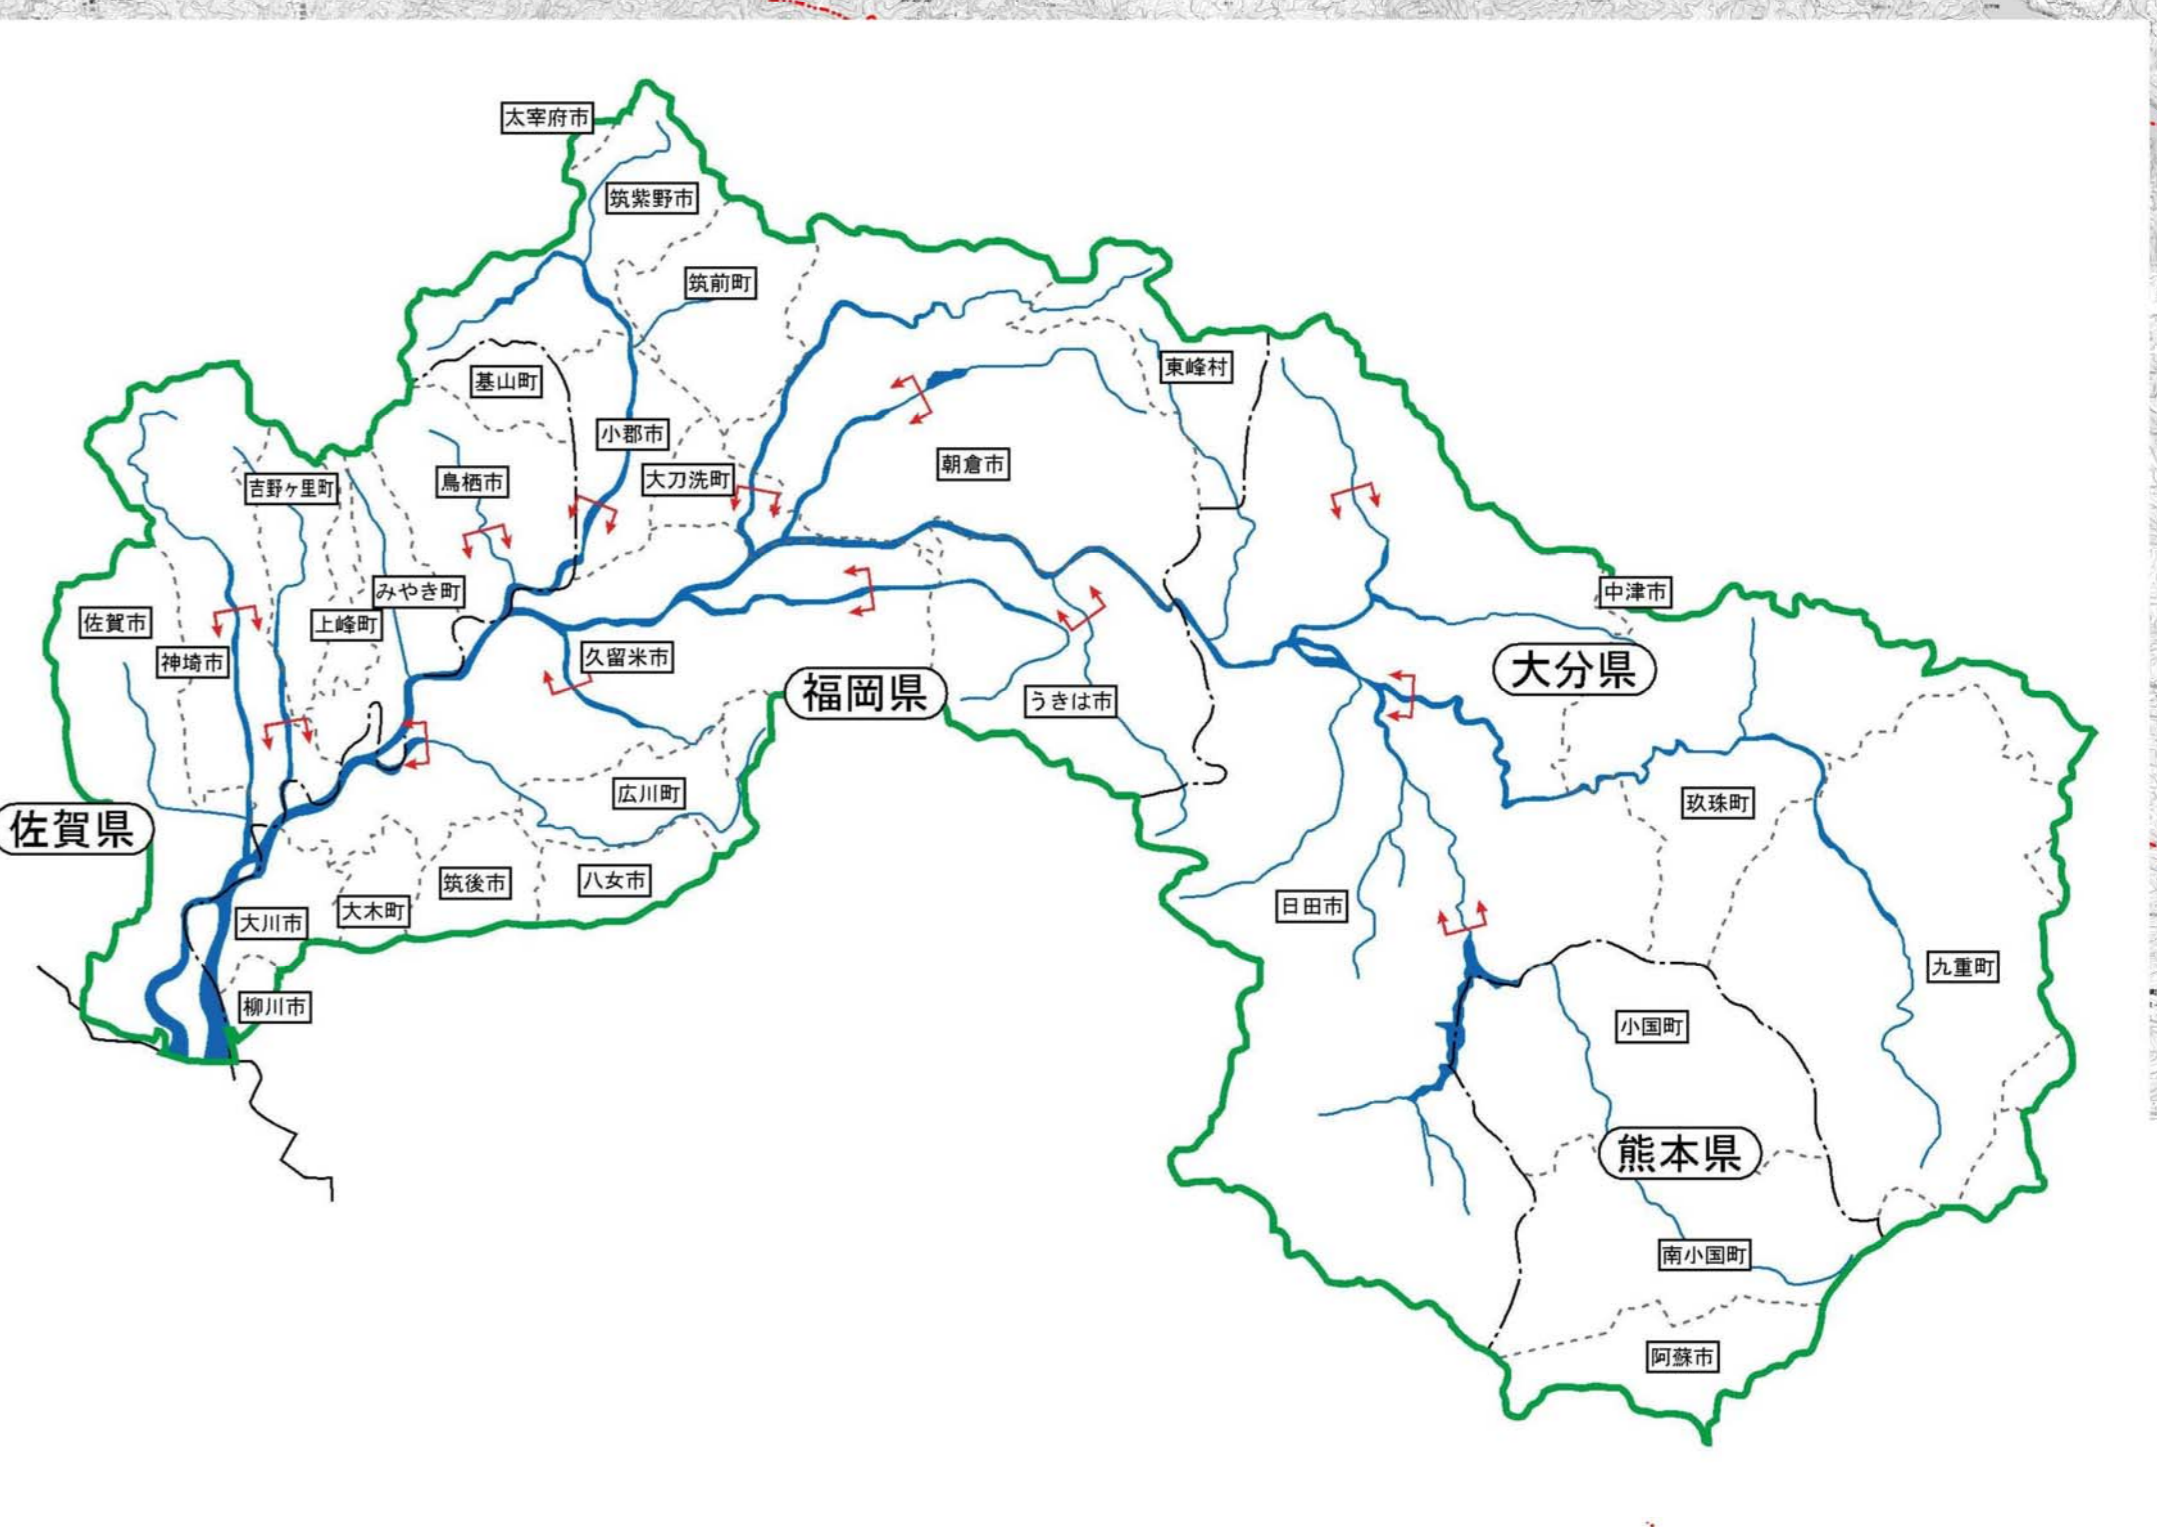 太宰府市
筑紫野市
筑前町
東峰村
基山町
小郡市
朝倉市
大刀洗町
鳥栖市
吉野ヶ里町
みやき町
中津市
佐賀市
上峰町
神埼市
久留米市
大分県
福岡県
うきは市
広川町
玖珠町
佐賀県
筑後市
八女市
日田市
大木町
大川市
九重町
柳川市
小国町
熊本県
南小国町
阿蘇市